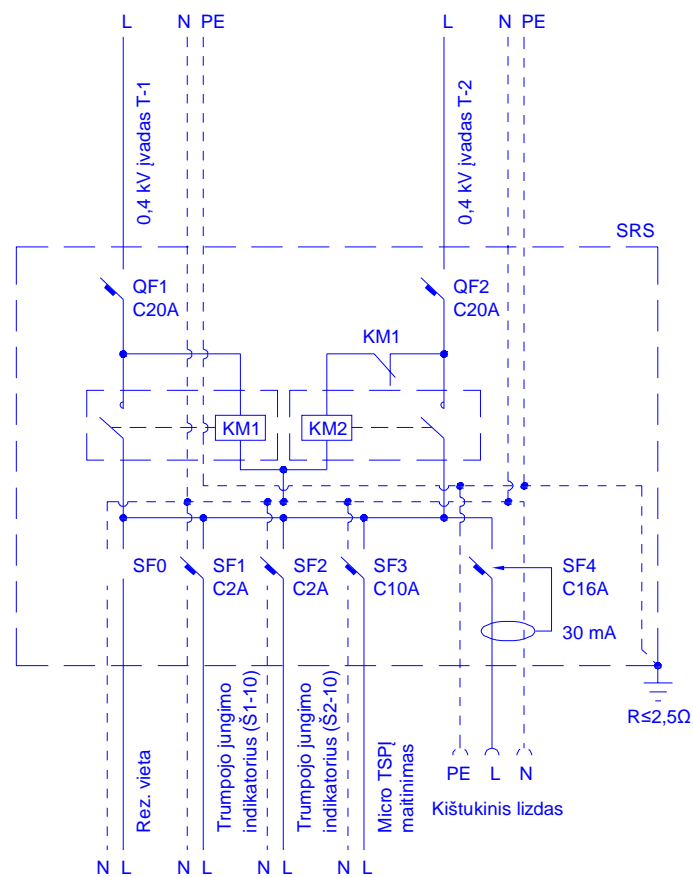 L N PE L N PE
0,4 kV įvadas T-1
0,4 kV įvadas T-2
SRS
QF1
C20A
QF2
C20A
KM1
KM1
KM2
SF0
SF1
C2A
SF2
C2A
SF3
C10A
SF4
C16A
30 mA
R≤2,5Ω
Rez. vieta
Trumpojo jungimo
indikatorius (Š1-10)
Trumpojo jungimo
indikatorius (Š2-10)
Micro TSPĮ
maitinimas
PE L N
Kištukinis lizdas
N L N L N L N L